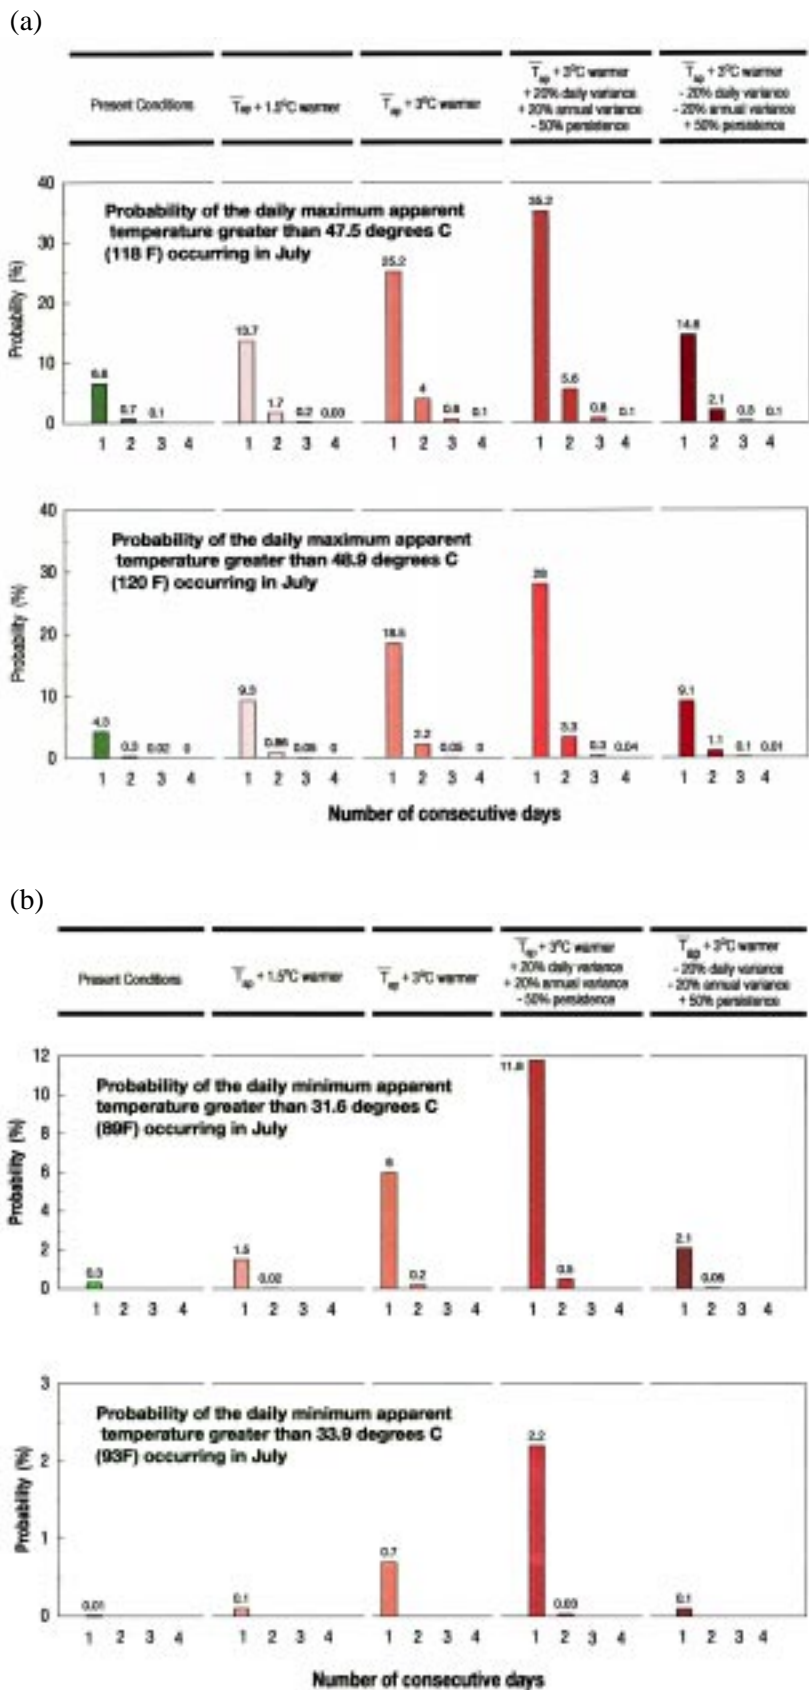 (a)
Present Conditions
T̅ap + 1.5°C warmer
T̅ap + 3°C warmer
T̅ap + 3°C warmer
+ 20% daily variance
+ 20% annual variance
- 50% persistence
T̅ap + 3°C warmer
- 20% daily variance
- 20% annual variance
+ 50% persistence
Probability of the daily maximum apparent
temperature greater than 47.5 degrees C
(118 F) occurring in July
Probability (%)
40
30
20
10
0
0.7 0.1
13.7 1.7 0.2 0.03
25.2 4 0.1
35.2 5.6 0.8 0.1
2.1 0.1
1 2 3 4 1 2 3 4 1 2 3 4 1 2 3 4 1 2 3 4
Probability of the daily maximum apparent
temperature greater than 48.9 degrees C
(120 F) occurring in July
Probability (%)
40
30
20
10
0
4.3 0.3 0.02 0
9.3 0.05 0
18.5 2.2 0.05 0
3.3 0.3 0.04
9.1 1.1 0.1 0.01
1 2 3 4 1 2 3 4 1 2 3 4 1 2 3 4 1 2 3 4
Number of consecutive days
(b)
Present Conditions
T̅ap + 1.5°C warmer
T̅ap + 3°C warmer
T̅ap + 3°C warmer
+ 20% daily variance
+ 20% annual variance
- 50% persistence
T̅ap + 3°C warmer
- 20% daily variance
- 20% annual variance
+ 50% persistence
Probability of the daily minimum apparent
temperature greater than 31.6 degrees C
(89F) occurring in July
Probability (%)
12
10
8
6
4
2
0
0.3
1.5 0.02
6 0.2
11.8 0.5
2.1
1 2 3 4 1 2 3 4 1 2 3 4 1 2 3 4 1 2 3 4
Probability of the daily minimum apparent
temperature greater than 33.9 degrees C
(93F) occurring in July
Probability (%)
3
2
1
0
0.01
0.1
0.7
2.2 0.03
0.1
1 2 3 4 1 2 3 4 1 2 3 4 1 2 3 4 1 2 3 4
Number of consecutive days